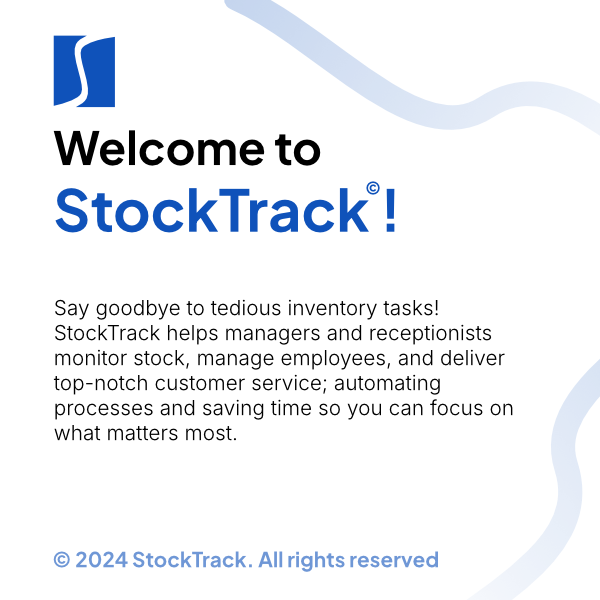 Welcome to
StockTrack©!
Say goodbye to tedious inventory tasks!
StockTrack helps managers and receptionists
monitor stock, manage employees, and deliver
top-notch customer service; automating
processes and saving time so you can focus on
what matters most.
© 2024 StockTrack. All rights reserved